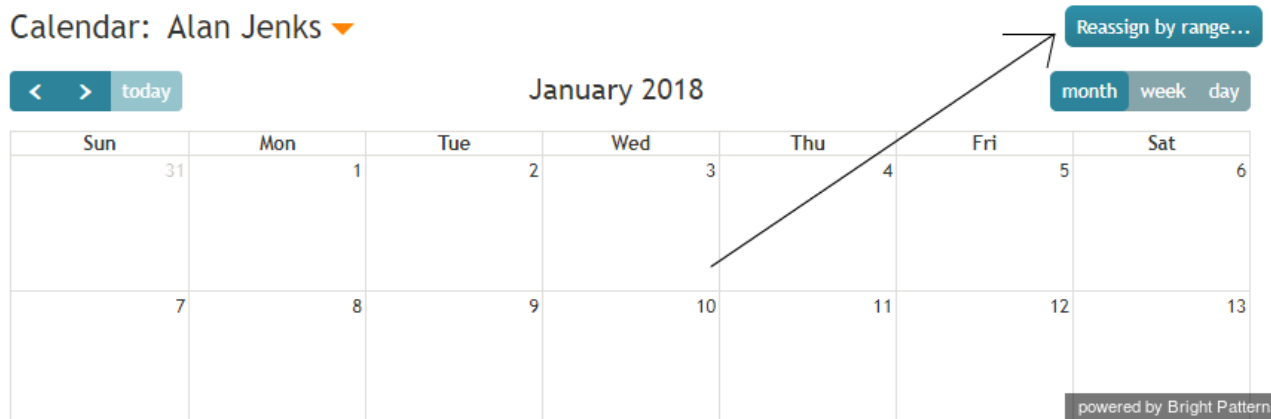 Calendar: Alan Jenks
Reassign by range...
< > today
January 2018
month week day
Sun Mon Tue Wed Thu Fri Sat
31 1 2 3 4 5 6
7 8 9 10 11 12 13
powered by Bright Pattern